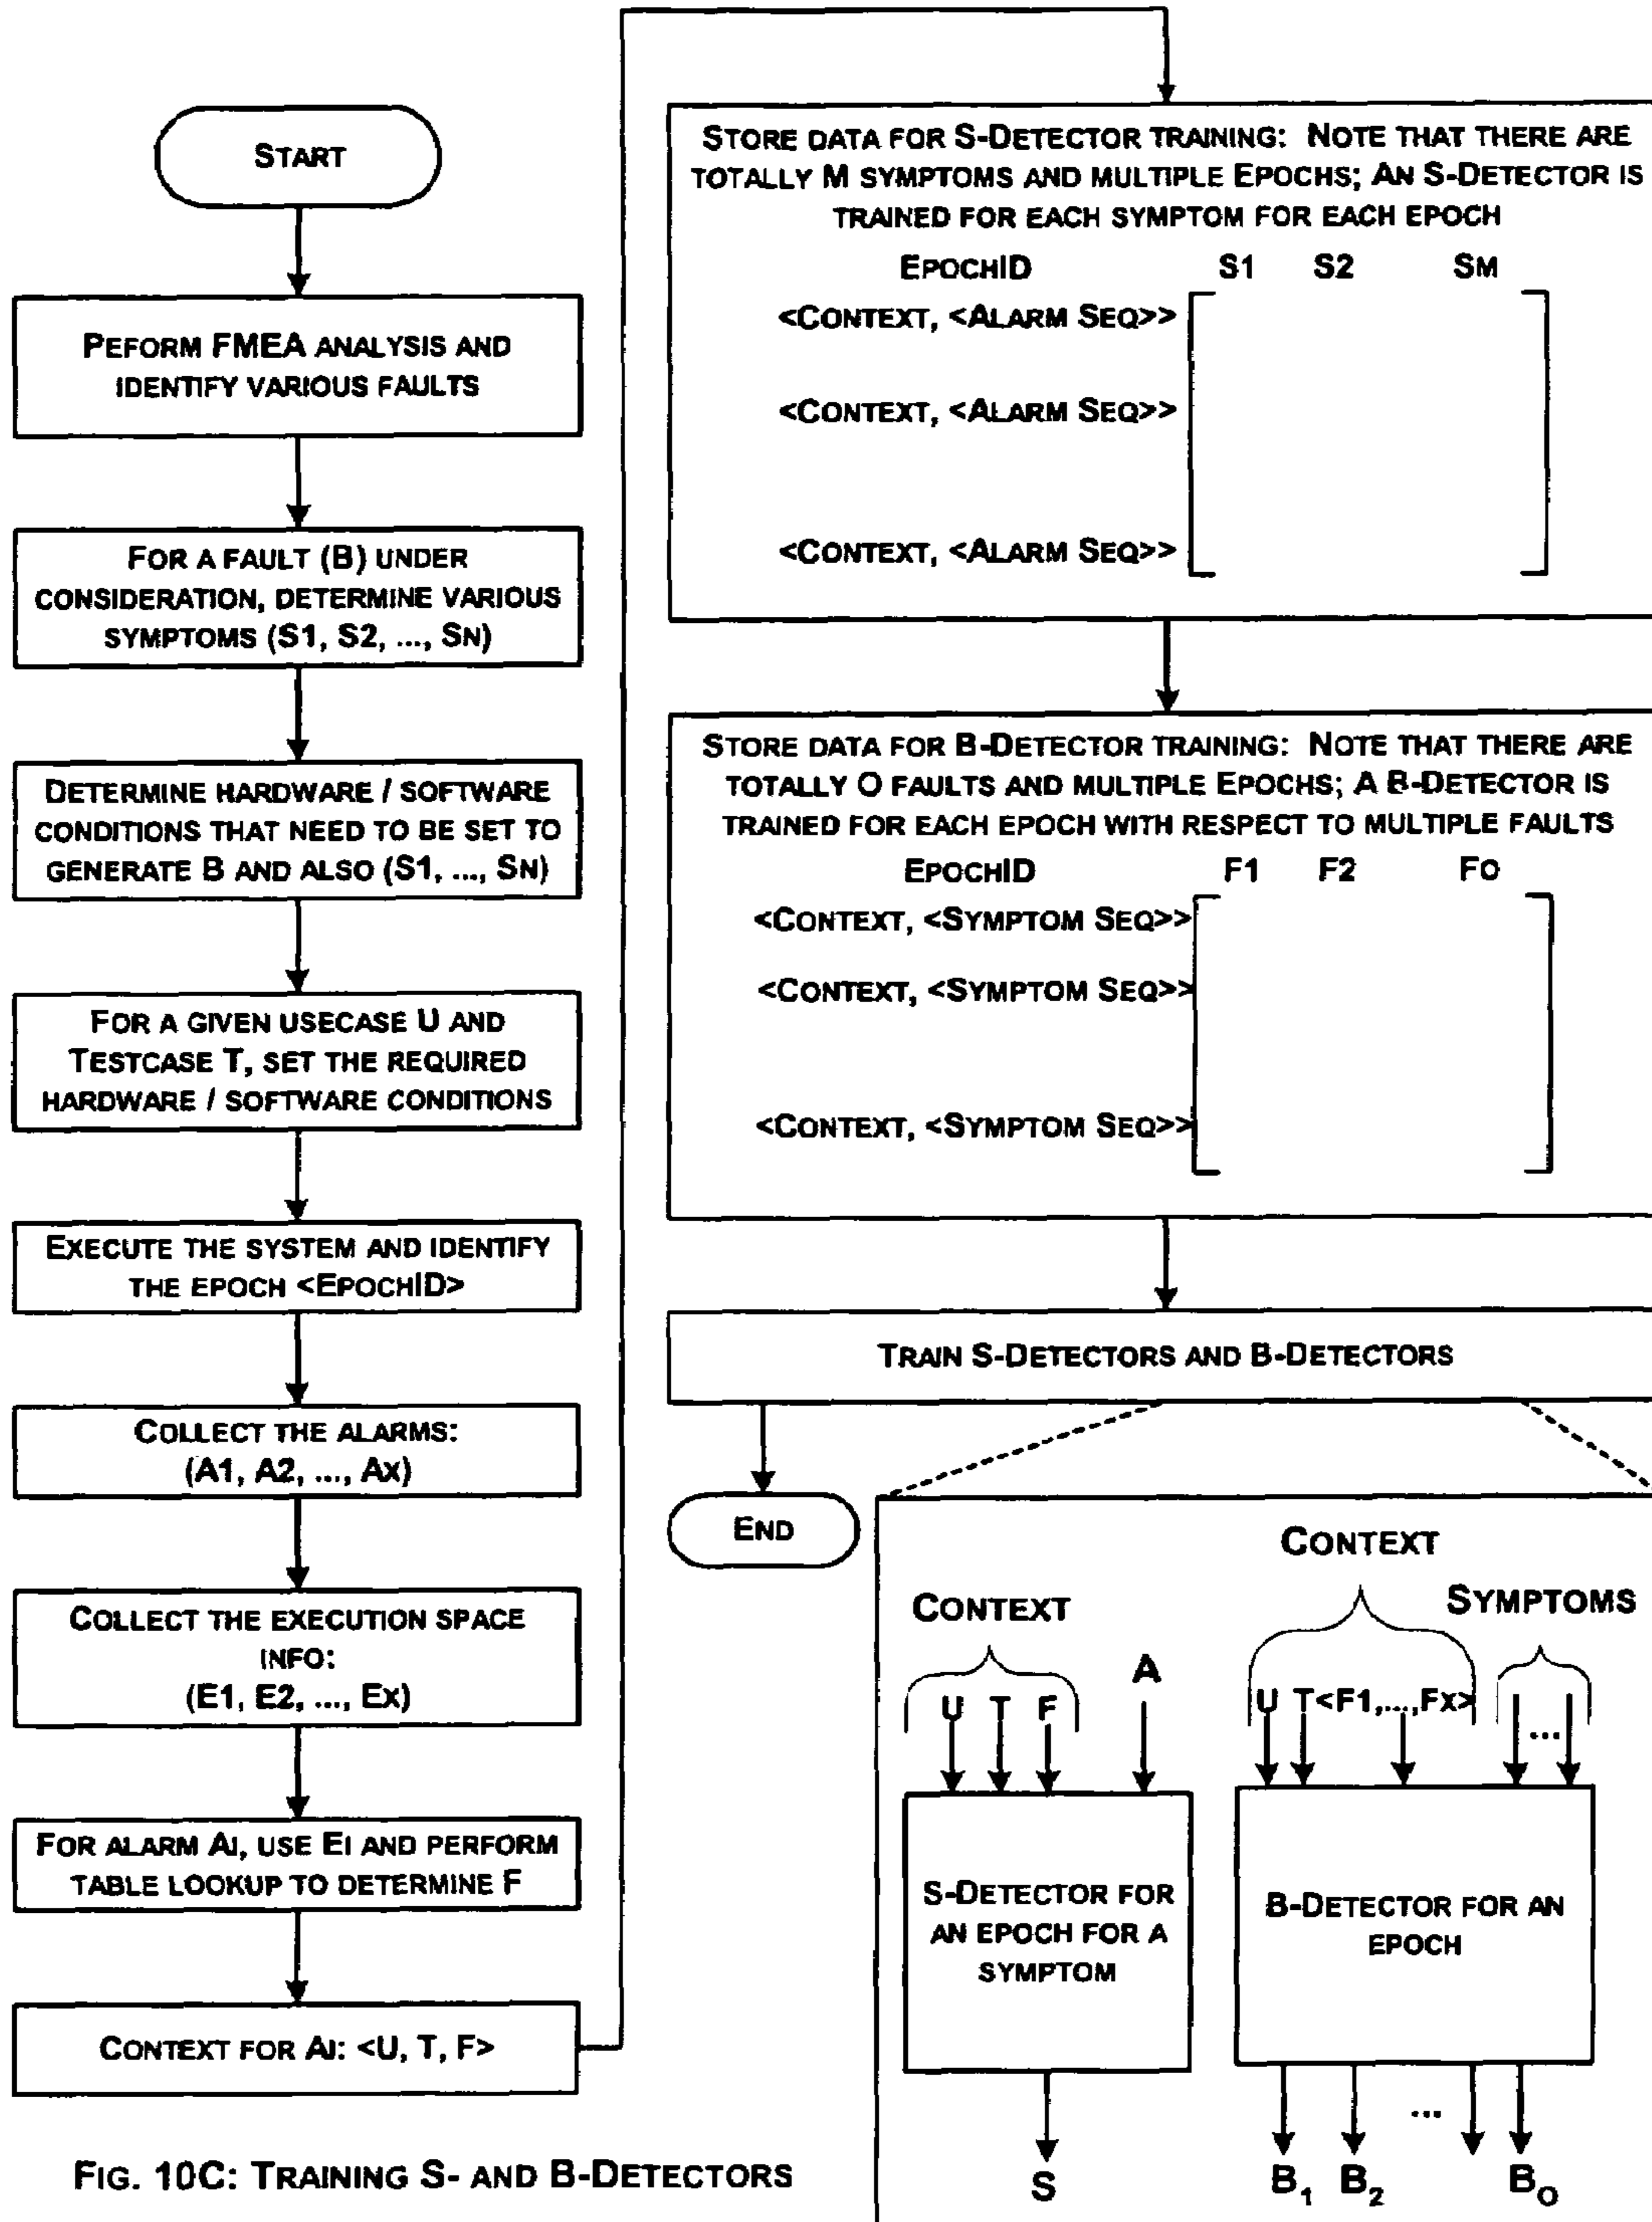 START
PEFORM FMEA ANALYSIS AND
IDENTIFY VARIOUS FAULTS
FOR A FAULT (B) UNDER
CONSIDERATION, DETERMINE VARIOUS
SYMPTOMS (S1, S2, ..., SN)
DETERMINE HARDWARE / SOFTWARE
CONDITIONS THAT NEED TO BE SET TO
GENERATE B AND ALSO (S1, ..., SN)
FOR A GIVEN USECASE U AND
TESTCASE T, SET THE REQUIRED
HARDWARE / SOFTWARE CONDITIONS
EXECUTE THE SYSTEM AND IDENTIFY
THE EPOCH <EPOCHID>
COLLECT THE ALARMS:
(A1, A2, ..., AX)
COLLECT THE EXECUTION SPACE
INFO:
(E1, E2, ..., EX)
FOR ALARM AI, USE EI AND PERFORM
TABLE LOOKUP TO DETERMINE F
CONTEXT FOR AI: <U, T, F>
STORE DATA FOR S-DETECTOR TRAINING: NOTE THAT THERE ARE
TOTALLY M SYMPTOMS AND MULTIPLE EPOCHS; AN S-DETECTOR IS
TRAINED FOR EACH SYMPTOM FOR EACH EPOCH
EPOCHID S1 S2 SM
<CONTEXT, <ALARM SEQ>>
<CONTEXT, <ALARM SEQ>>
<CONTEXT, <ALARM SEQ>>
STORE DATA FOR B-DETECTOR TRAINING: NOTE THAT THERE ARE
TOTALLY O FAULTS AND MULTIPLE EPOCHS; A B-DETECTOR IS
TRAINED FOR EACH EPOCH WITH RESPECT TO MULTIPLE FAULTS
EPOCHID F1 F2 FO
<CONTEXT, <SYMPTOM SEQ>>
<CONTEXT, <SYMPTOM SEQ>>
<CONTEXT, <SYMPTOM SEQ>>
TRAIN S-DETECTORS AND B-DETECTORS
END
CONTEXT
CONTEXT SYMPTOMS
A
U T F
U T<F1,...,FX> ...
S-DETECTOR FOR
AN EPOCH FOR A
SYMPTOM
B-DETECTOR FOR AN
EPOCH
S
B1 B2 ... BO
FIG. 10C: TRAINING S- AND B-DETECTORS